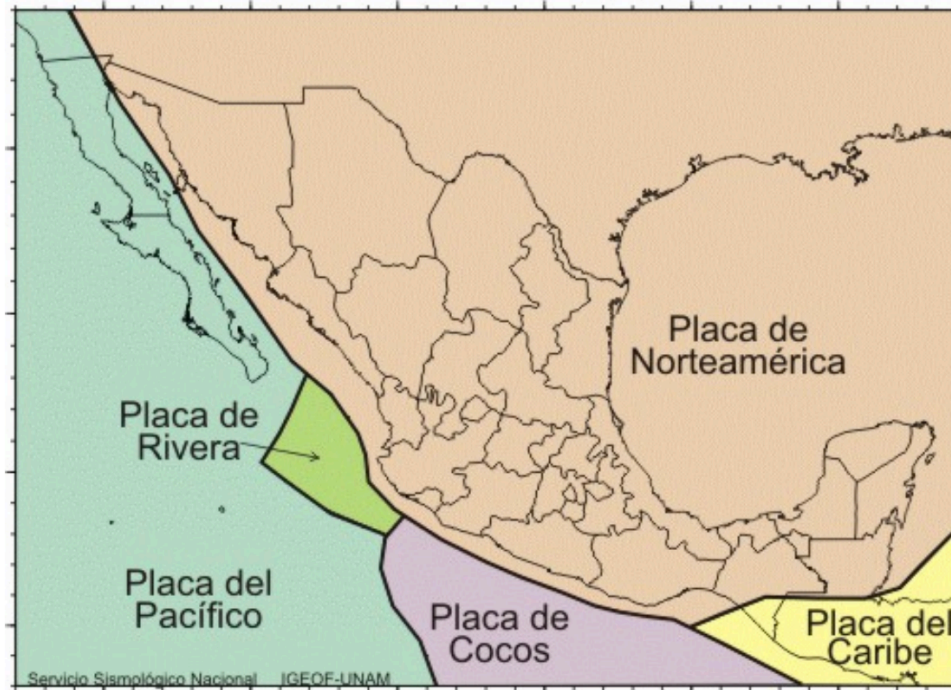 Placa de
Norteamérica
Placa de
Rivera
Placa del
Pacífico
Placa de
Cocos
Placa del
Caribe
Servicio Sismológico Nacional IGEOF-UNAM